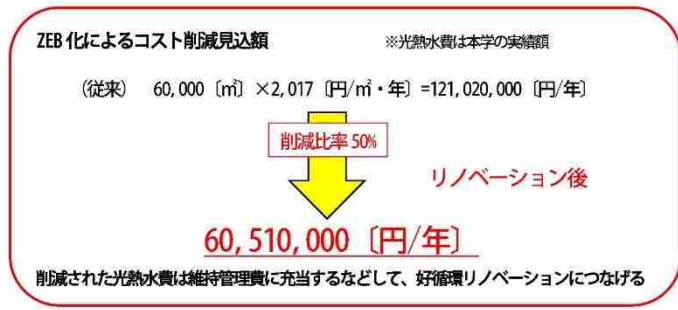 ZEB化によるコスト削減見込額 ※光熱水費は本学の実績額
（従来） 60,000〔㎡〕×2,017〔円/㎡・年〕=121,020,000〔円/年〕
削減比率50%
リノベーション後
60,510,000〔円/年〕
削減された光熱水費は維持管理費に充当するなどして、好循環リノベーションにつなげる